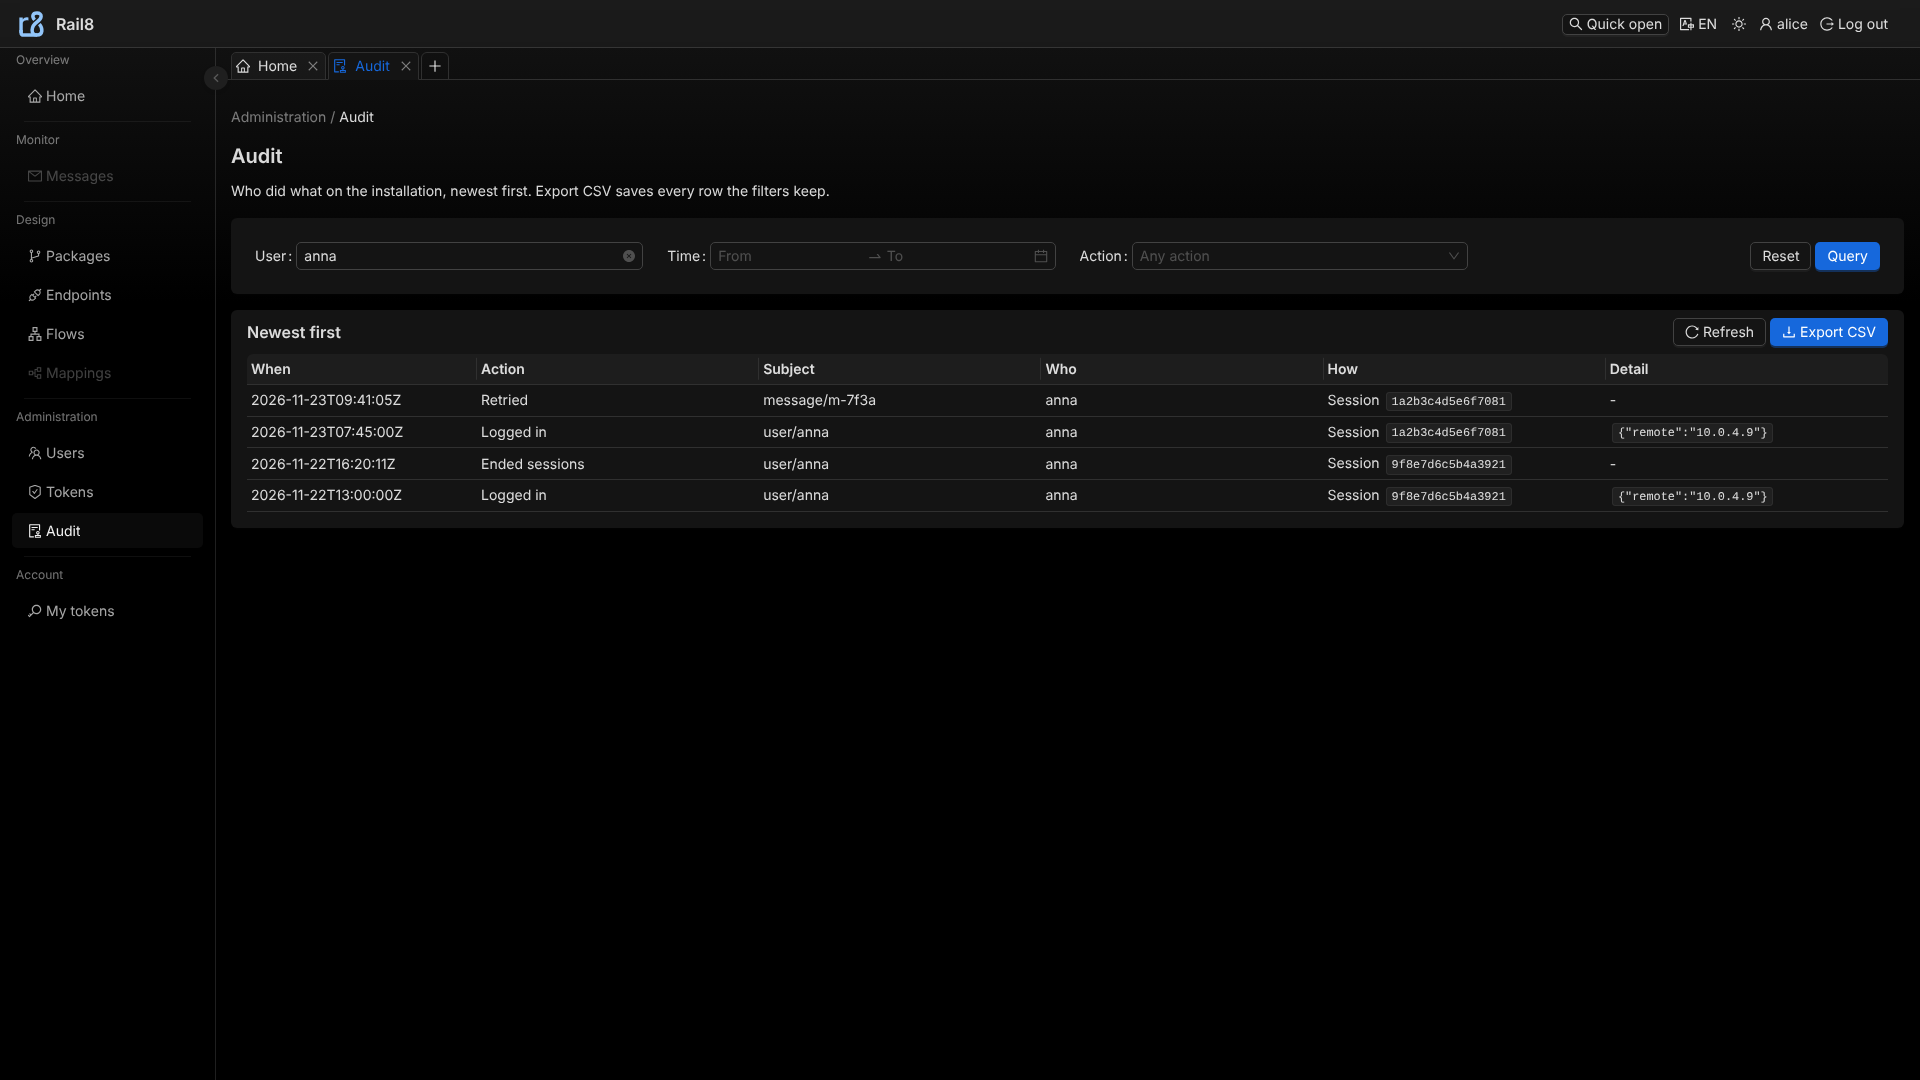 Rail8
Quick open
EN
alice
Log out
Overview
Home
Monitor
Messages
Design
Packages
Endpoints
Flows
Mappings
Administration
Users
Tokens
Audit
Account
My tokens
Home
Audit
Administration / Audit
Audit
Who did what on the installation, newest first. Export CSV saves every row the filters keep.
User: anna
Time: From To
Action: Any action
Reset
Query
Newest first
Refresh
Export CSV
When Action Subject Who How Detail
2026-11-23T09:41:05Z Retried message/m-7f3a anna Session 1a2b3c4d5e6f7081 -
2026-11-23T07:45:00Z Logged in user/anna anna Session 1a2b3c4d5e6f7081 {"remote":"10.0.4.9"}
2026-11-22T16:20:11Z Ended sessions user/anna anna Session 9f8e7d6c5b4a3921 -
2026-11-22T13:00:00Z Logged in user/anna anna Session 9f8e7d6c5b4a3921 {"remote":"10.0.4.9"}